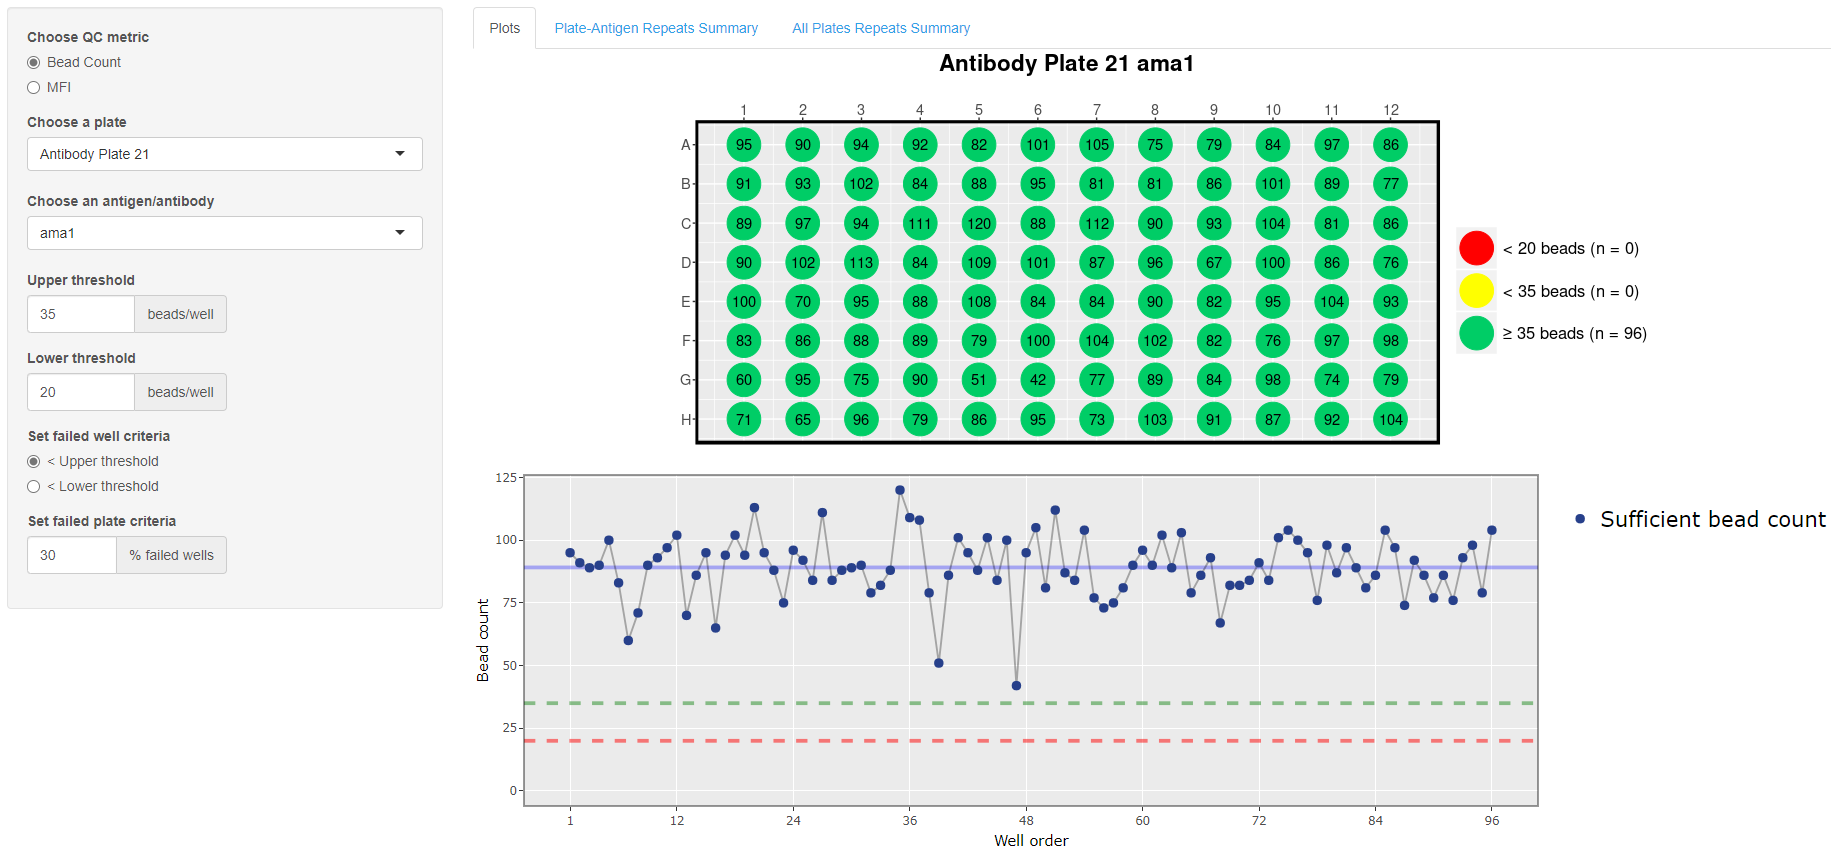 Choose QC metric
Bead Count
MFI
Choose a plate
Antibody Plate 21
Choose an antigen/antibody
ama1
Upper threshold
35 beads/well
Lower threshold
20 beads/well
Set failed well criteria
< Upper threshold
< Lower threshold
Set failed plate criteria
30 % failed wells
Plots Plate-Antigen Repeats Summary All Plates Repeats Summary
Antibody Plate 21 ama1
1 2 3 4 5 6 7 8 9 10 11 12
A 95 90 94 92 82 101 105 75 79 84 97 86
B 91 93 102 84 88 95 81 81 86 101 89 77
C 89 97 94 111 120 88 112 90 93 104 81 86
D 90 102 113 84 109 101 87 96 67 100 86 76
E 100 70 95 88 108 84 84 90 82 95 104 93
F 83 86 88 89 79 100 104 102 82 76 97 98
G 60 95 75 90 51 42 77 89 84 98 74 79
H 71 65 96 79 86 95 73 103 91 87 92 104
< 20 beads (n = 0)
< 35 beads (n = 0)
≥ 35 beads (n = 96)
125
100
75
50
25
0
Bead count
1 12 24 36 48 60 72 84 96
Well order
Sufficient bead count